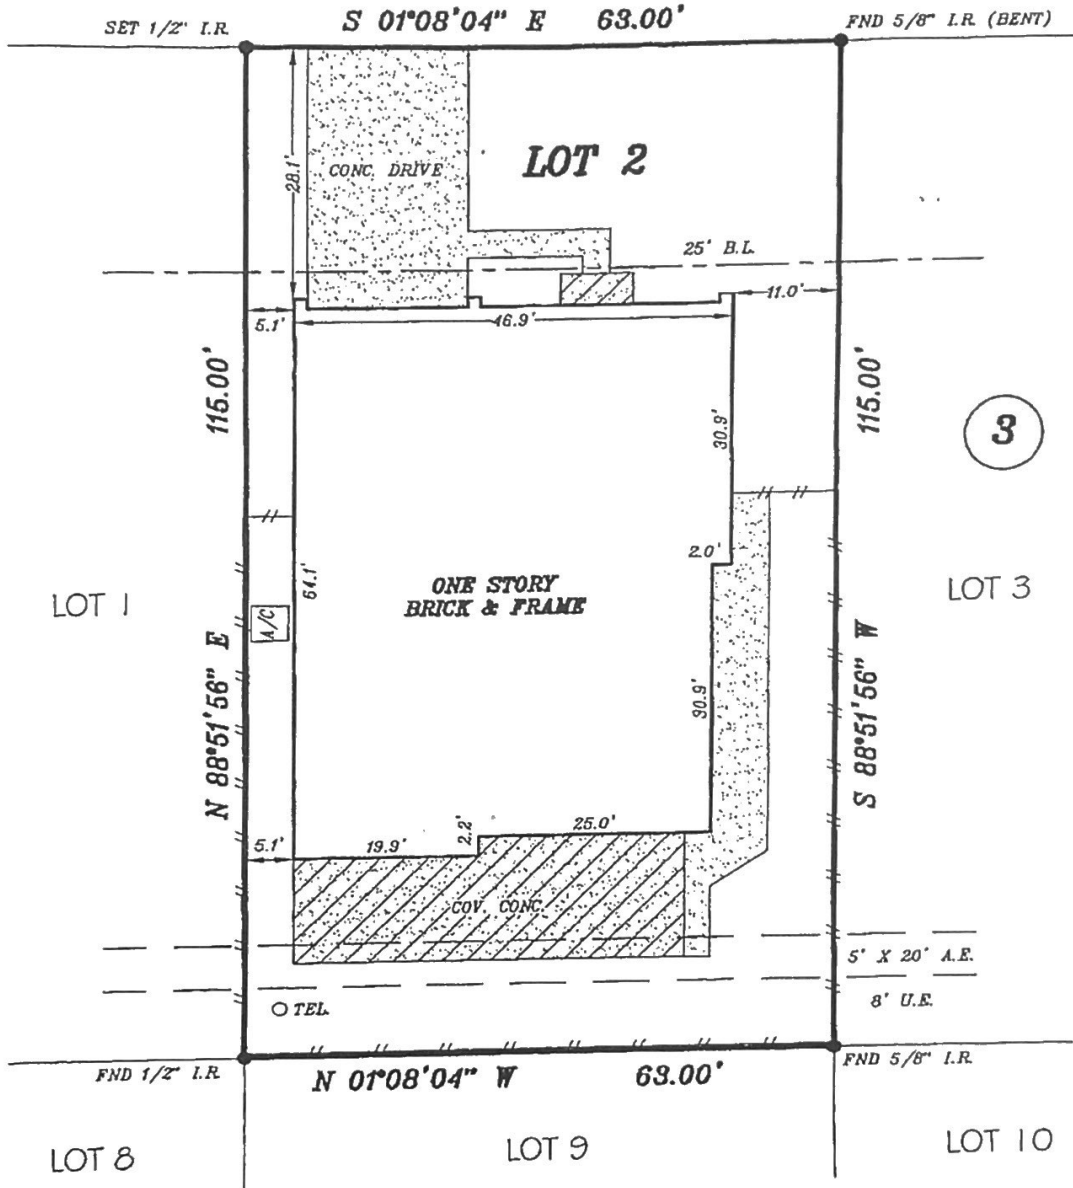 S 01°08'04" E 63.00'
SET 1/2" I.R.
FND 5/8" I.R. (BENT)
28.1'
CONC. DRIVE
LOT 2
25' B.L.
11.0'
5.1'
46.9'
115.00'
115.00'
3
30.9'
2.0'
64.1'
ONE STORY
BRICK & FRAME
LOT 1
LOT 3
A/C
N 88°51'56" E
S 88°51'56" W
30.9'
5.1'
19.9'
2.2'
25.0'
COV. CONC.
5' X 20' A.E.
8' U.E.
TEL.
FND 1/2" I.R.
N 01°08'04" W 63.00'
FND 5/8" I.R.
LOT 8
LOT 9
LOT 10